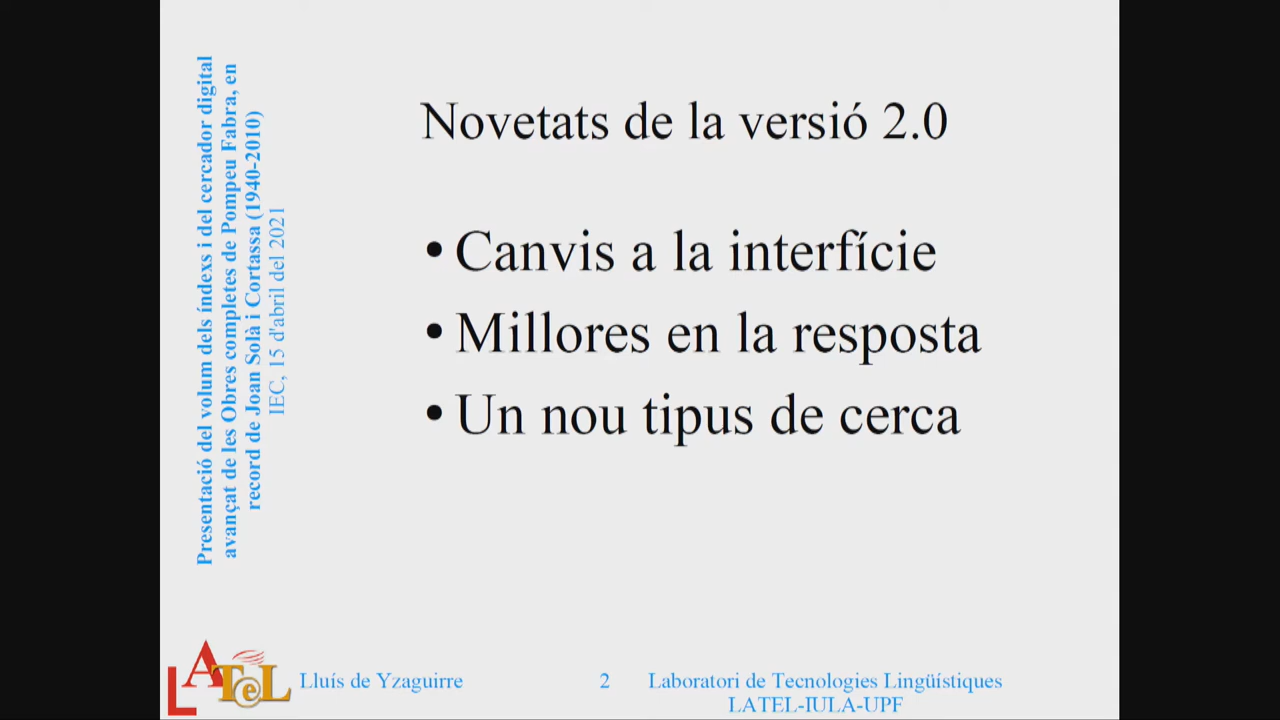 Presentació del volum dels índexs i del cercador digital
avançat de les Obres completes de Pompeu Fabra, en
record de Joan Solà i Cortassa (1940-2010)
IEC, 15 d'abril del 2021
Novetats de la versió 2.0
• Canvis a la interfície
• Millores en la resposta
• Un nou tipus de cerca
LATeL
Lluís de Yzaguirre
2
Laboratori de Tecnologies Lingüístiques
LATEL-IULA-UPF